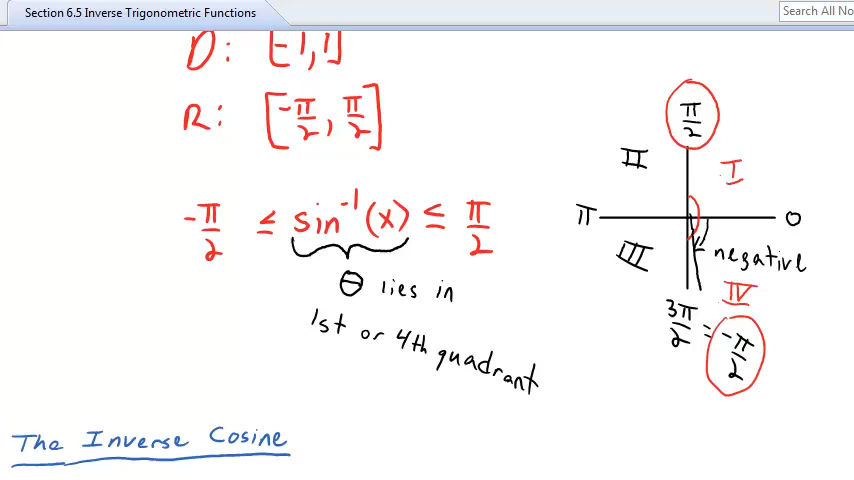 Section 6.5 Inverse Trigonometric Functions
Search All No
D: [-1, 1]
R: [-π/2, π/2]
-π/2 ≤ sin⁻¹(x) ≤ π/2
θ lies in
1st or 4th quadrant
π/2
II
I
π
0
III
negative
IV
3π/2 = -π/2
The Inverse Cosine